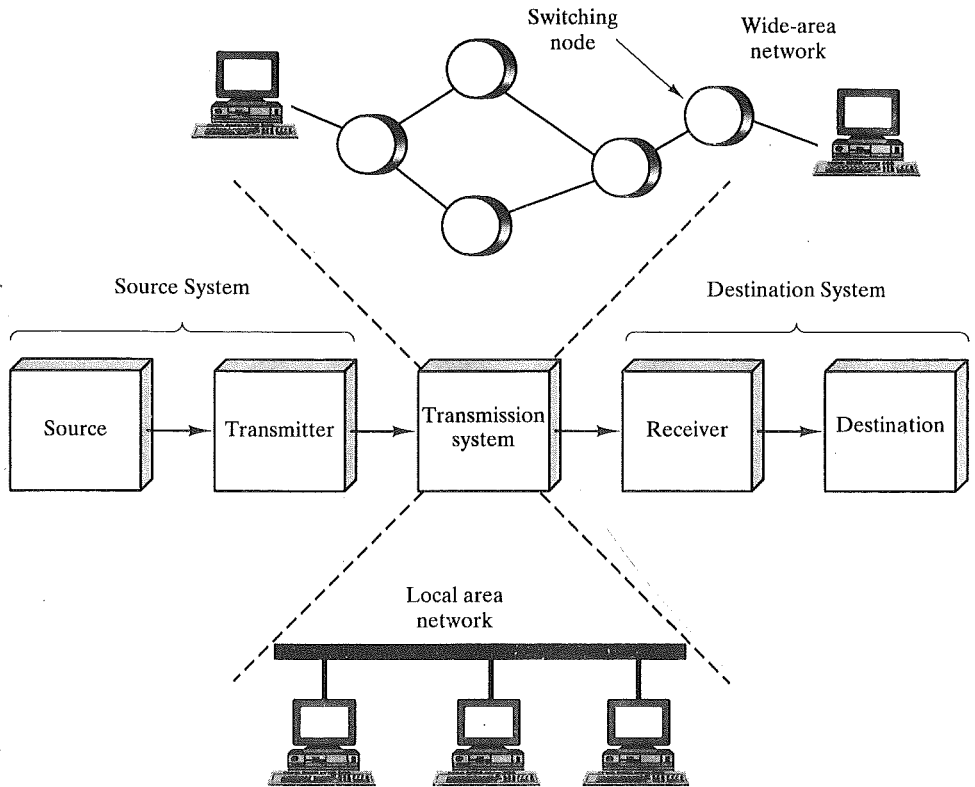 Switching
node
Wide-area
network
Source System
Destination System
Source
Transmitter
Transmission
system
Receiver
Destination
Local area
network